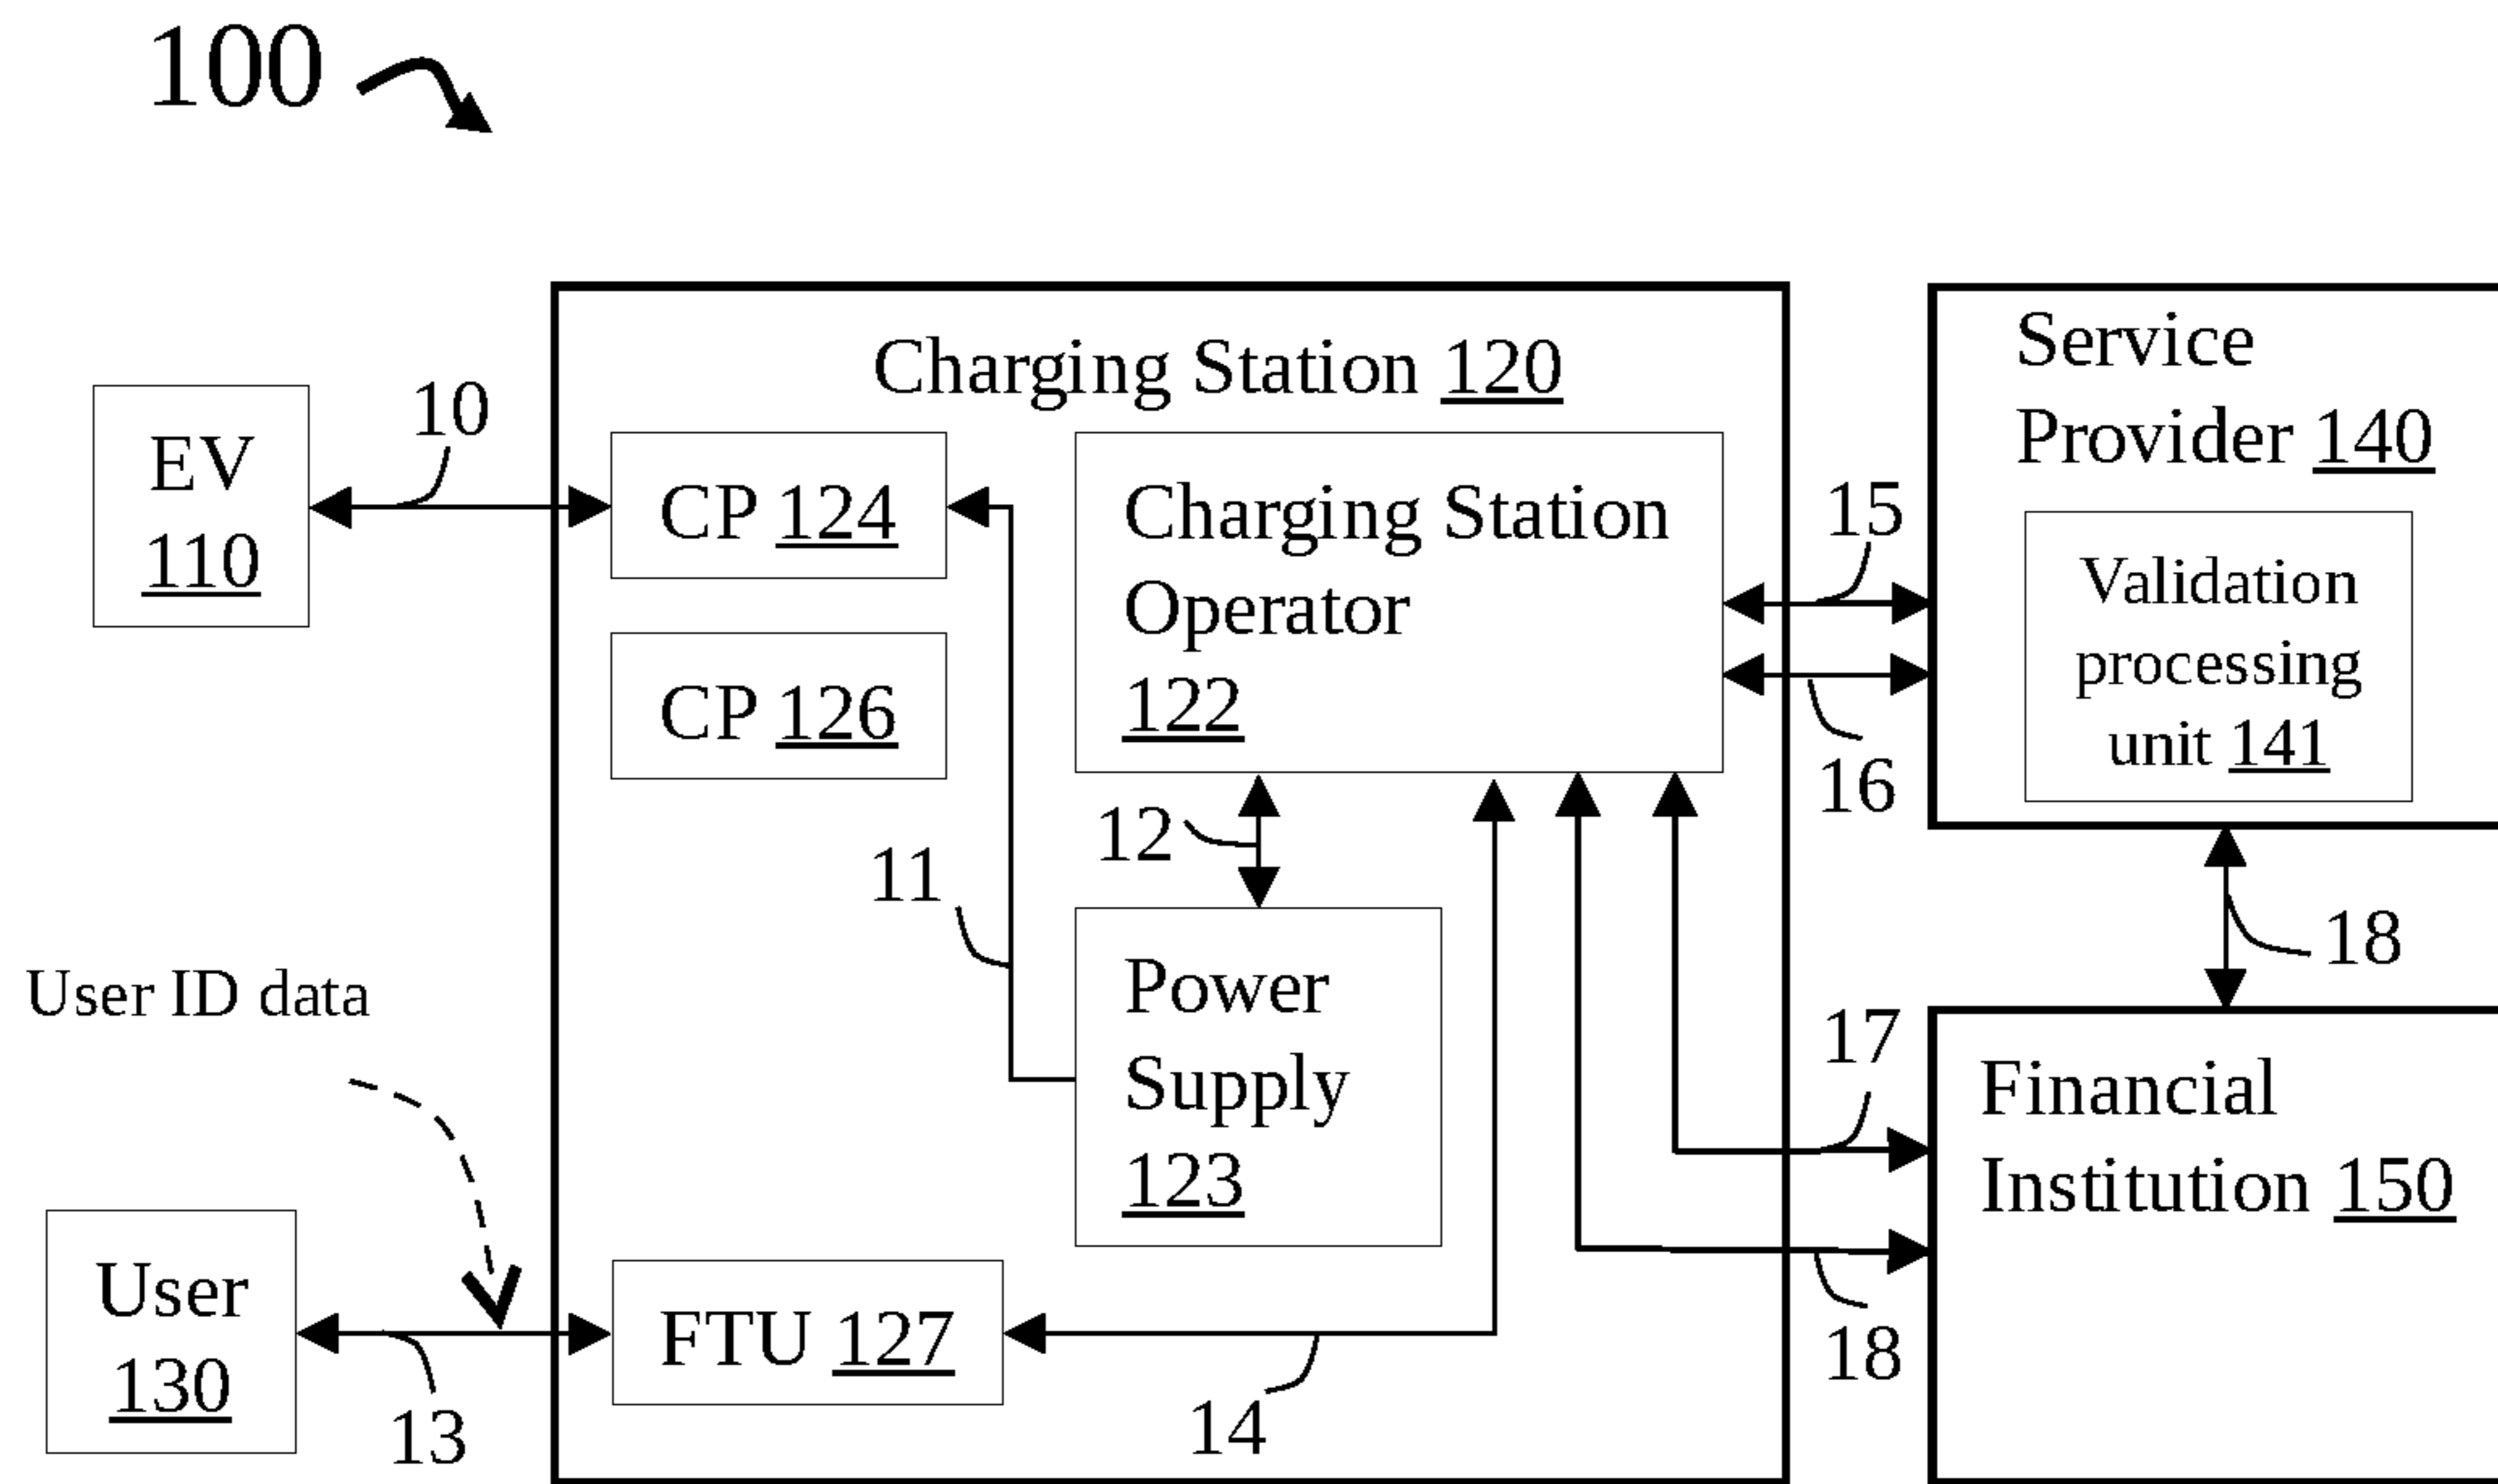 100
Charging Station 120
EV
110
10
CP 124
CP 126
Charging Station
Operator
122
15
16
Service
Provider 140
Validation
processing
unit 141
12
11
Power
Supply
123
18
17
Financial
Institution 150
18
User ID data
User
130
13
FTU 127
14